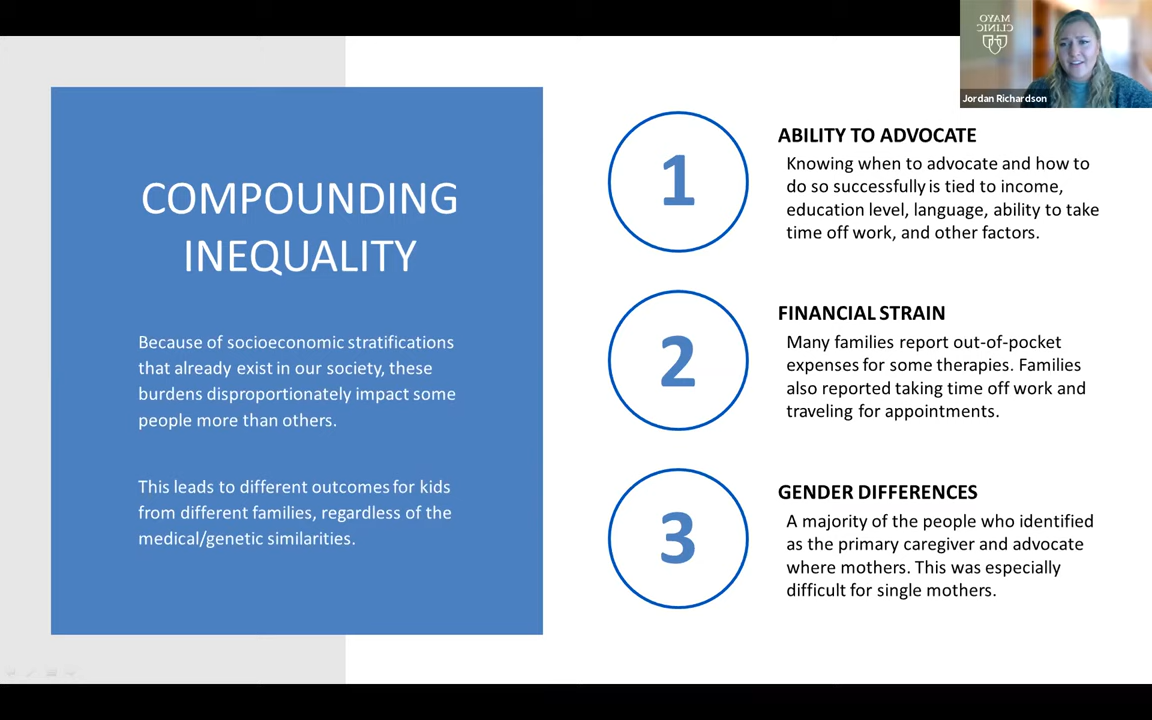 MAYO
CLINIC
Jordan Richardson
COMPOUNDING
INEQUALITY
Because of socioeconomic stratifications
that already exist in our society, these
burdens disproportionately impact some
people more than others.
This leads to different outcomes for kids
from different families, regardless of the
medical/genetic similarities.
1
ABILITY TO ADVOCATE
Knowing when to advocate and how to
do so successfully is tied to income,
education level, language, ability to take
time off work, and other factors.
2
FINANCIAL STRAIN
Many families report out-of-pocket
expenses for some therapies. Families
also reported taking time off work and
traveling for appointments.
3
GENDER DIFFERENCES
A majority of the people who identified
as the primary caregiver and advocate
where mothers. This was especially
difficult for single mothers.